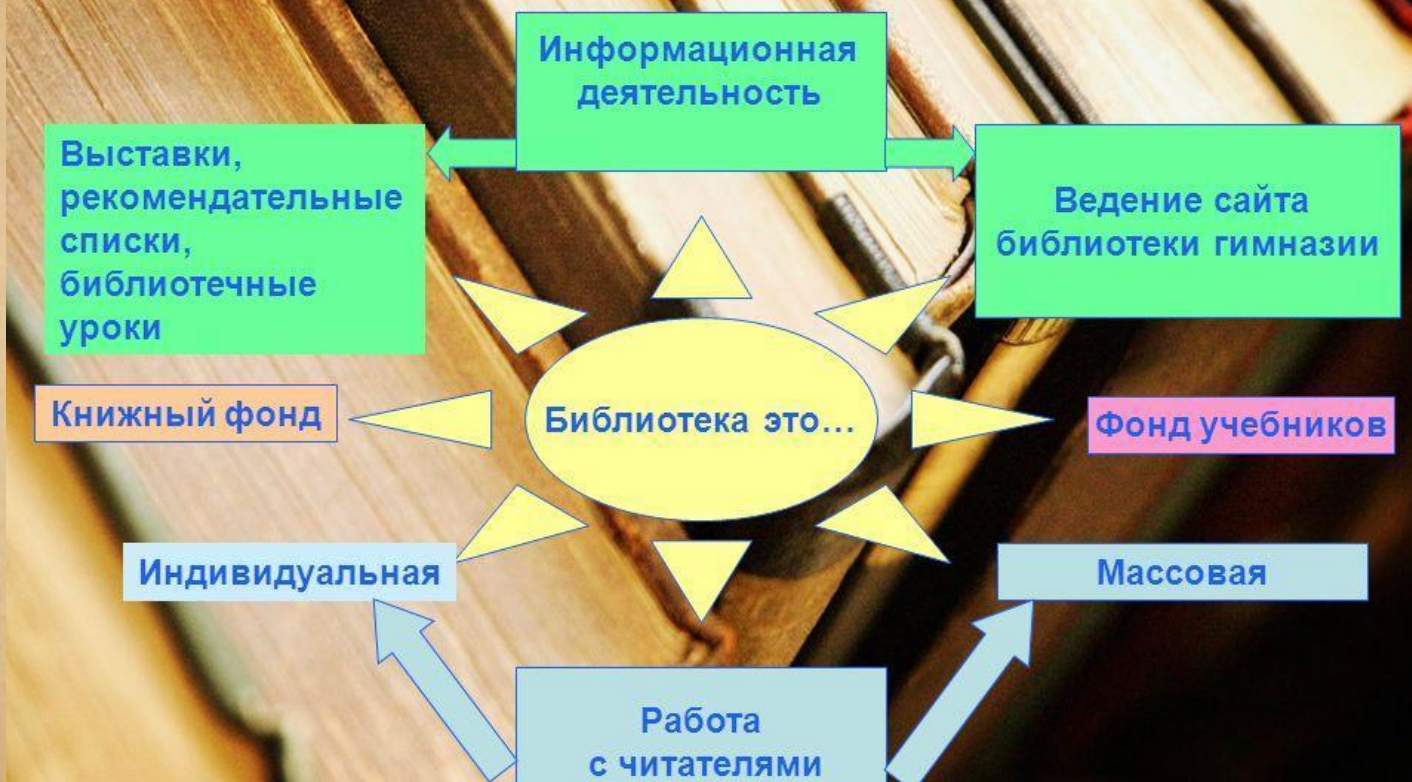 Информационная
деятельность
Выставки,
рекомендательные
списки,
библиотечные
уроки
Ведение сайта
библиотеки гимназии
Книжный фонд
Библиотека это...
Фонд учебников
Индивидуальная
Массовая
Работа
с читателями